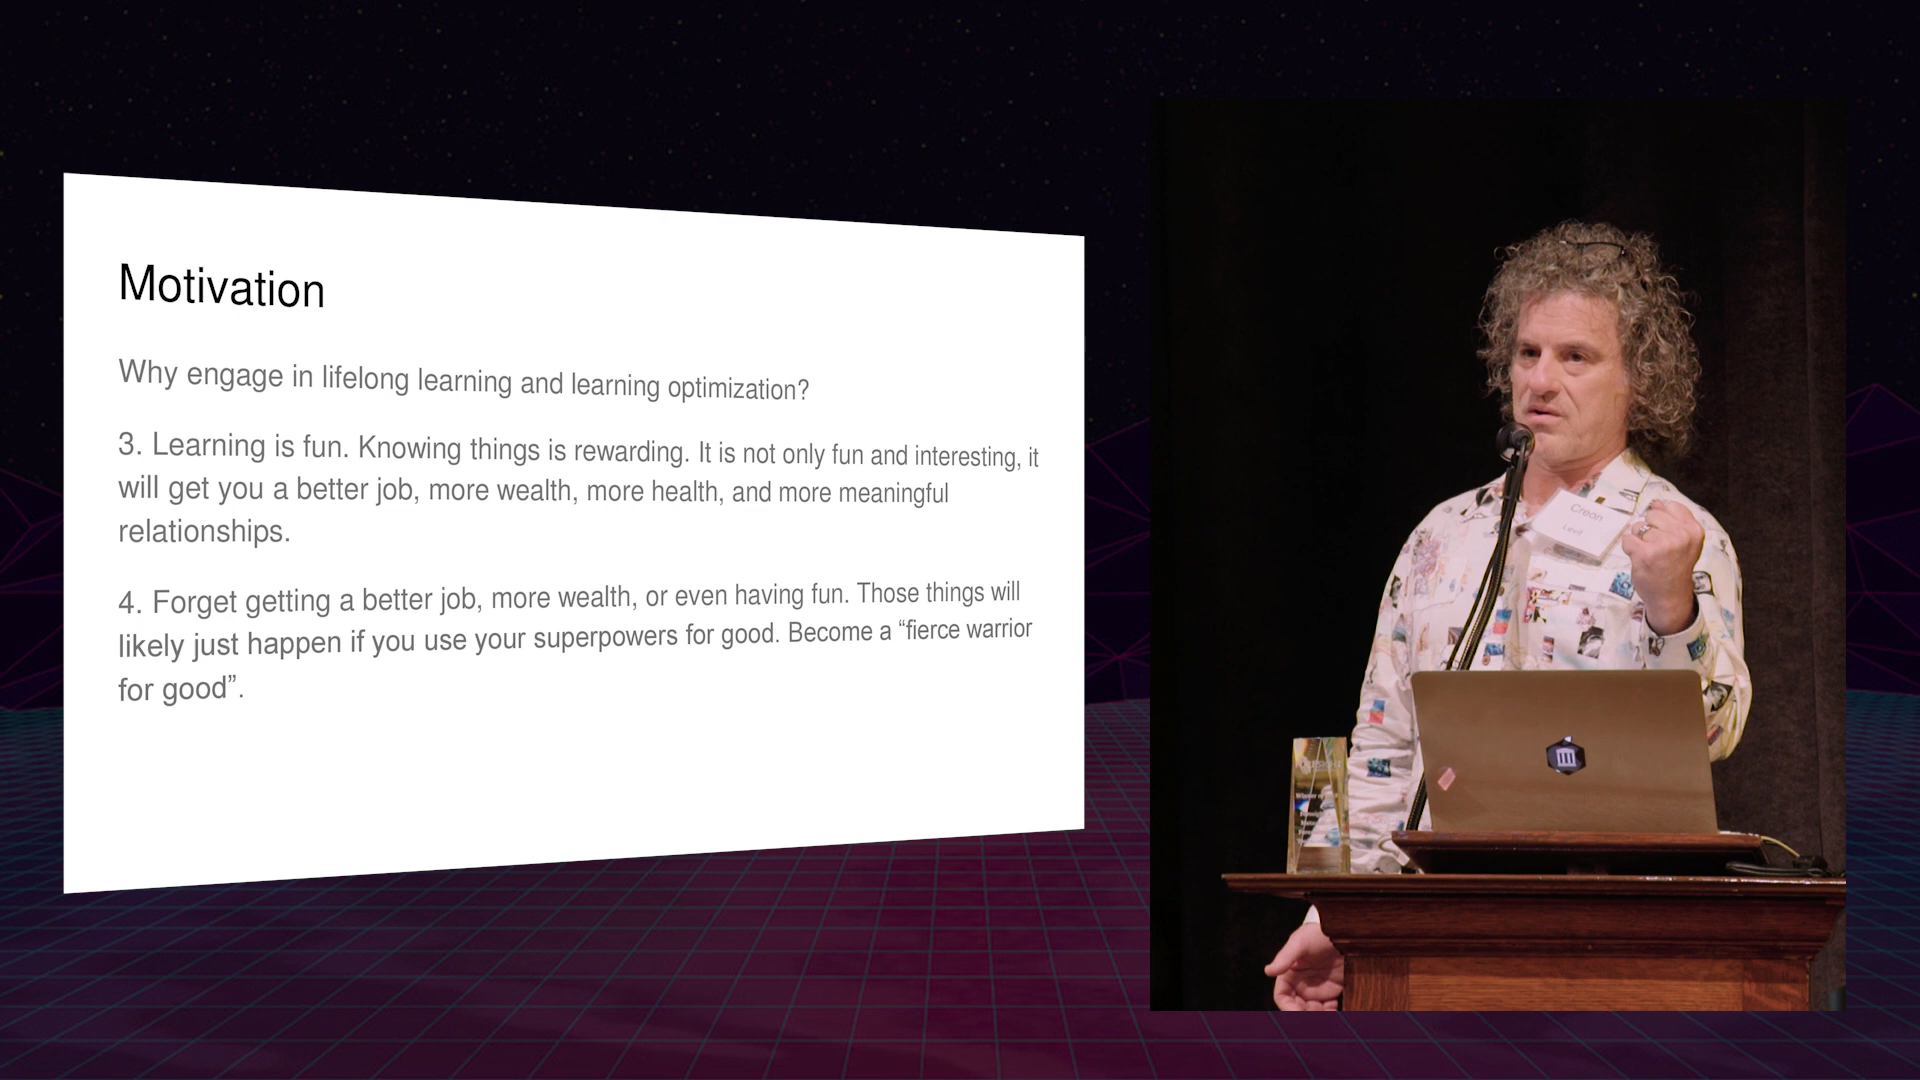 Motivation
Why engage in lifelong learning and learning optimization?
3. Learning is fun. Knowing things is rewarding. It is not only fun and interesting, it
will get you a better job, more wealth, more health, and more meaningful
relationships.
4. Forget getting a better job, more wealth, or even having fun. Those things will
likely just happen if you use your superpowers for good. Become a “fierce warrior
for good”.
Creon
Levit